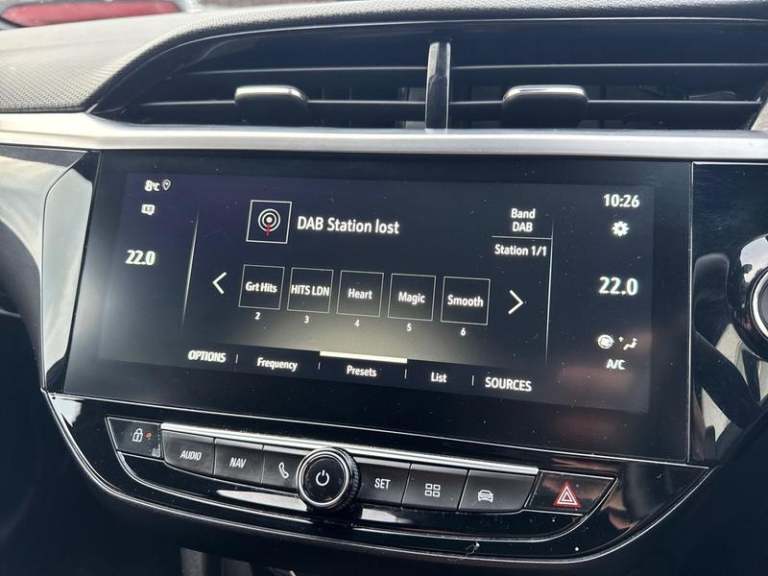 8°C
22.0
DAB Station lost
Band
DAB
Station 1/1
10:26
22.0
A/C
Grt Hits
HITS LDN
Heart
Magic
Smooth
2
3
4
5
6
OPTIONS
Frequency
Presets
List
SOURCES
AUDIO
NAV
SET